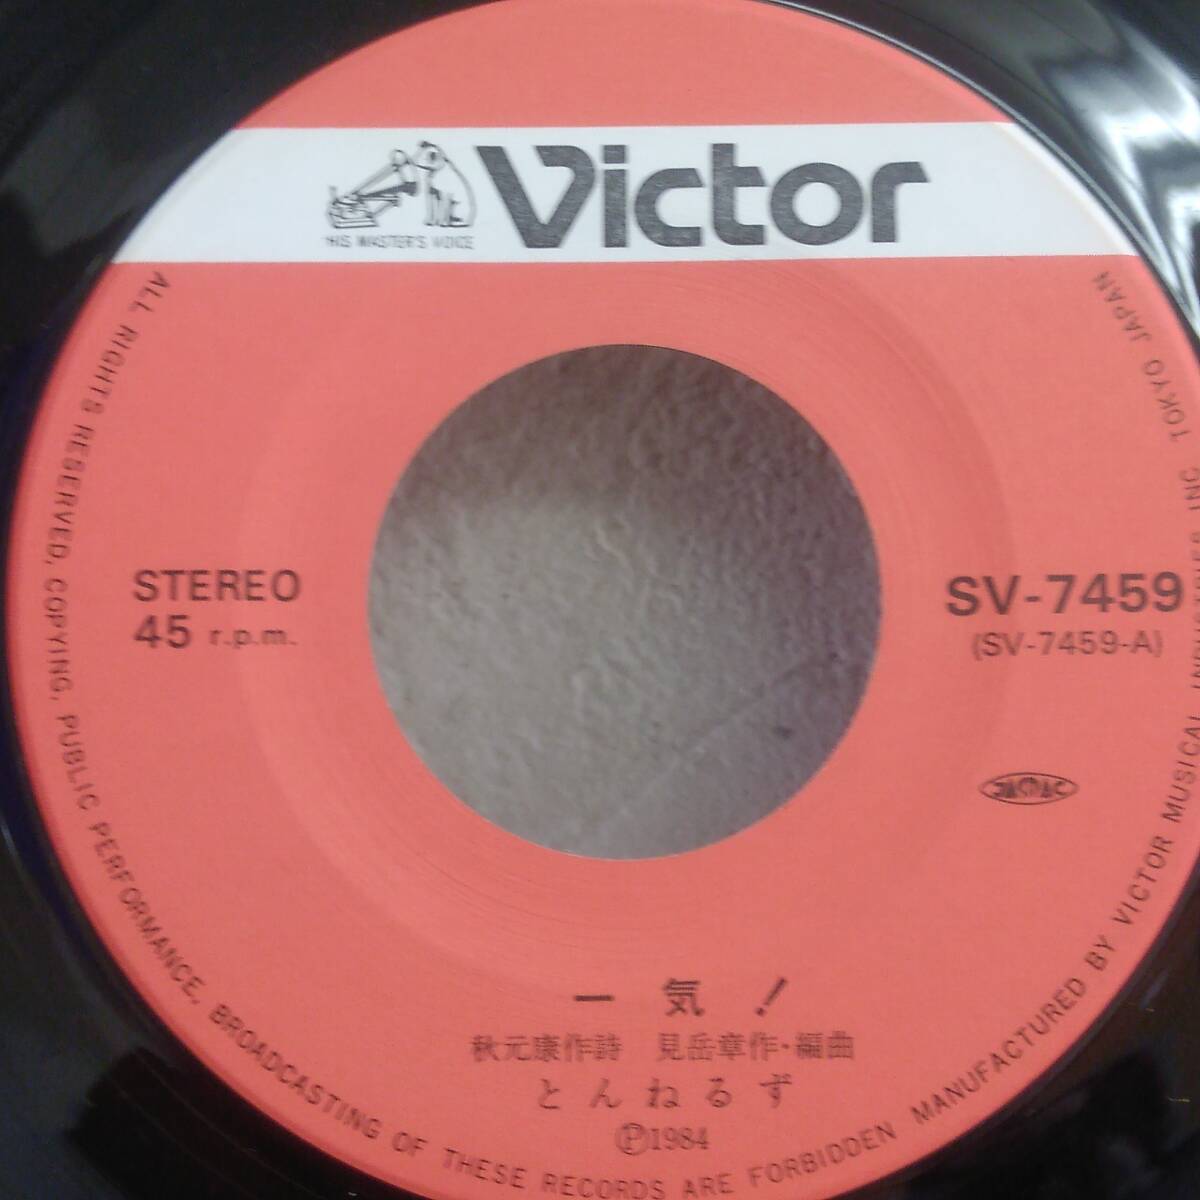 HIS MASTER'S VOICE
Victor
STEREO
45 r.p.m.
SV-7459
(SV-7459-A)
JASRAC
一気!
秋元康作詩 見岳章作・編曲
とんねるず
Ⓟ1984
ALL RIGHTS RESERVED. COPYING, PUBLIC PERFORMANCE, BROADCASTING OF THESE RECORDS ARE FORBIDDEN MANUFACTURED BY VICTOR MUSICAL INC. TOKYO JAPAN